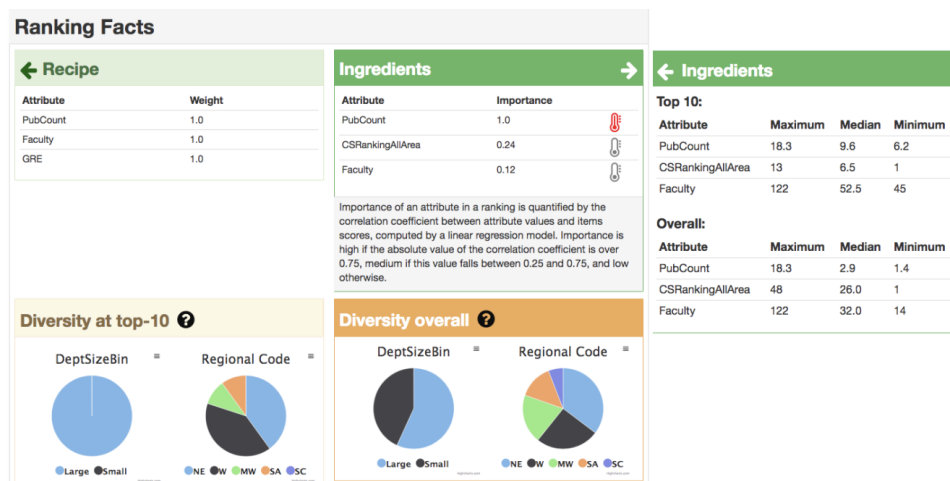 Ranking Facts
Recipe
Attribute Weight
PubCount 1.0
Faculty 1.0
GRE 1.0
Ingredients
Attribute Importance
PubCount 1.0
CSRankingAllArea 0.24
Faculty 0.12
Importance of an attribute in a ranking is quantified by the
correlation coefficient between attribute values and items
scores, computed by a linear regression model. Importance is
high if the absolute value of the correlation coefficient is over
0.75, medium if this value falls between 0.25 and 0.75, and low
otherwise.
Ingredients
Top 10:
Attribute Maximum Median Minimum
PubCount 18.3 9.6 6.2
CSRankingAllArea 13 6.5 1
Faculty 122 52.5 45
Overall:
Attribute Maximum Median Minimum
PubCount 18.3 2.9 1.4
CSRankingAllArea 48 26.0 1
Faculty 122 32.0 14
Diversity at top-10 ?
DeptSizeBin Regional Code
Large Small NE W MW SA SC
Diversity overall ?
DeptSizeBin Regional Code
Large Small NE W MW SA SC